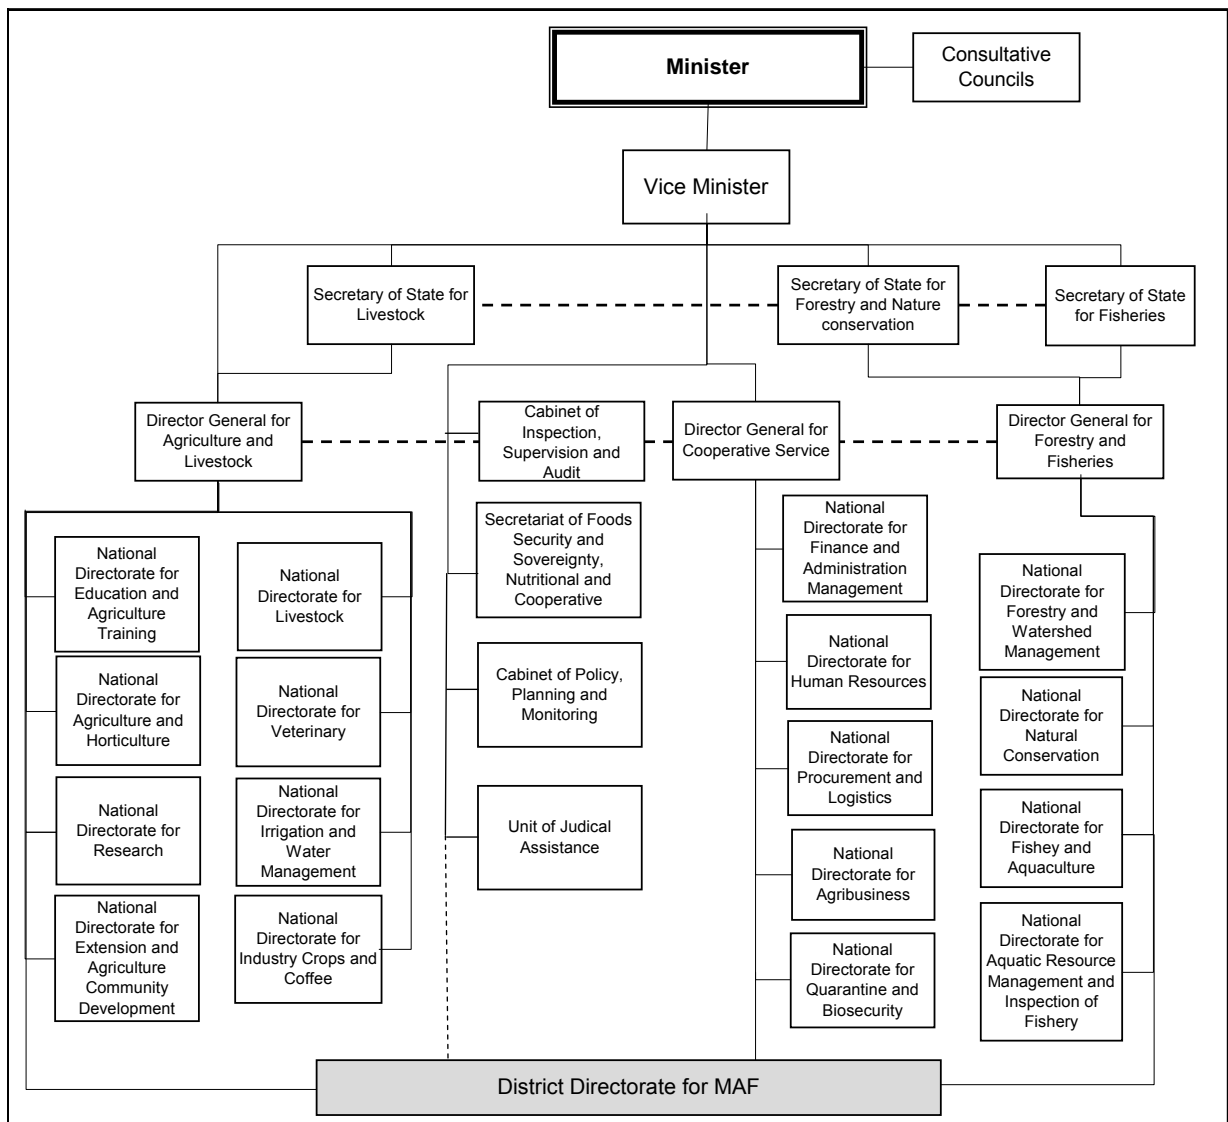 Minister
Consultative
Councils
Vice Minister
Secretary of State for
Livestock
Secretary of State for
Forestry and Nature
conservation
Secretary of State
for Fisheries
Director General for
Agriculture and
Livestock
Cabinet of
Inspection,
Supervision and
Audit
Director General for
Cooperative Service
Director General for
Forestry and
Fisheries
National
Directorate for
Education and
Agriculture
Training
National
Directorate for
Livestock
Secretariat of Foods
Security and
Sovereignty,
Nutritional and
Cooperative
National
Directorate for
Finance and
Administration
Management
National
Directorate for
Forestry and
Watershed
Management
National
Directorate for
Agriculture and
Horticulture
National
Directorate for
Veterinary
Cabinet of Policy,
Planning and
Monitoring
National
Directorate for
Human Resources
National
Directorate for
Natural
Conservation
National
Directorate for
Research
National
Directorate for
Irrigation and
Water
Management
Unit of Judical
Assistance
National
Directorate for
Procurement and
Logistics
National
Directorate for
Fishey and
Aquaculture
National
Directorate for
Extension and
Agriculture
Community
Development
National
Directorate for
Industry Crops and
Coffee
National
Directorate for
Agribusiness
National
Directorate for
Quarantine and
Biosecurity
National
Directorate for
Aquatic Resource
Management and
Inspection of
Fishery
District Directorate for MAF